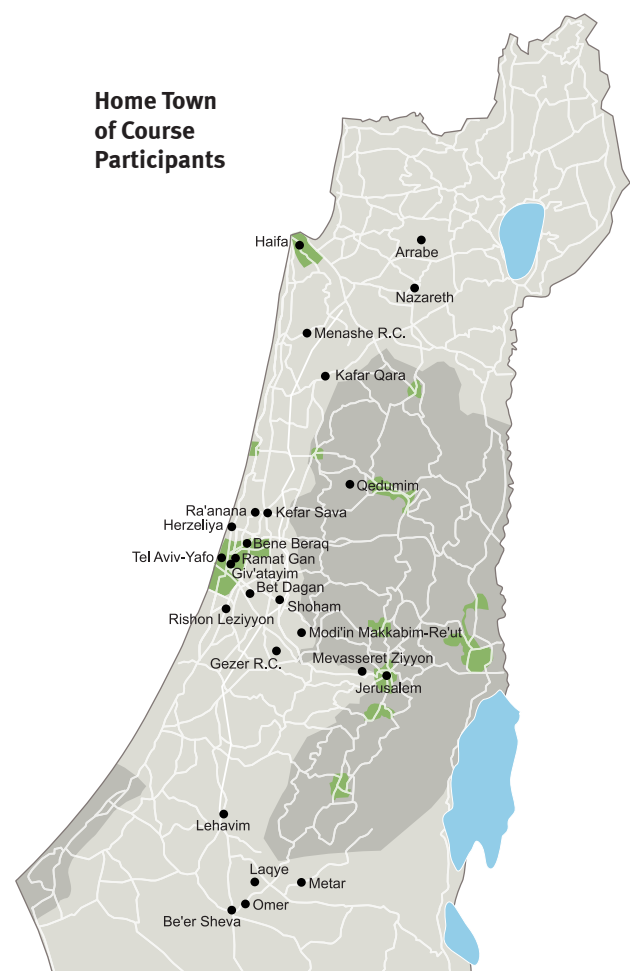 Home Town
of Course
Participants
Haifa
Arrabe
Nazareth
Menashe R.C.
Kafar Qara
Qedumim
Ra'anana
Kefar Sava
Herzeliya
Bene Beraq
Tel Aviv-Yafo
Ramat Gan
Giv'atayim
Bet Dagan
Shoham
Rishon Leziyyon
Modi'in Makkabim-Re'ut
Gezer R.C.
Mevasseret Ziyyon
Jerusalem
Lehavim
Laqye
Metar
Omer
Be'er Sheva